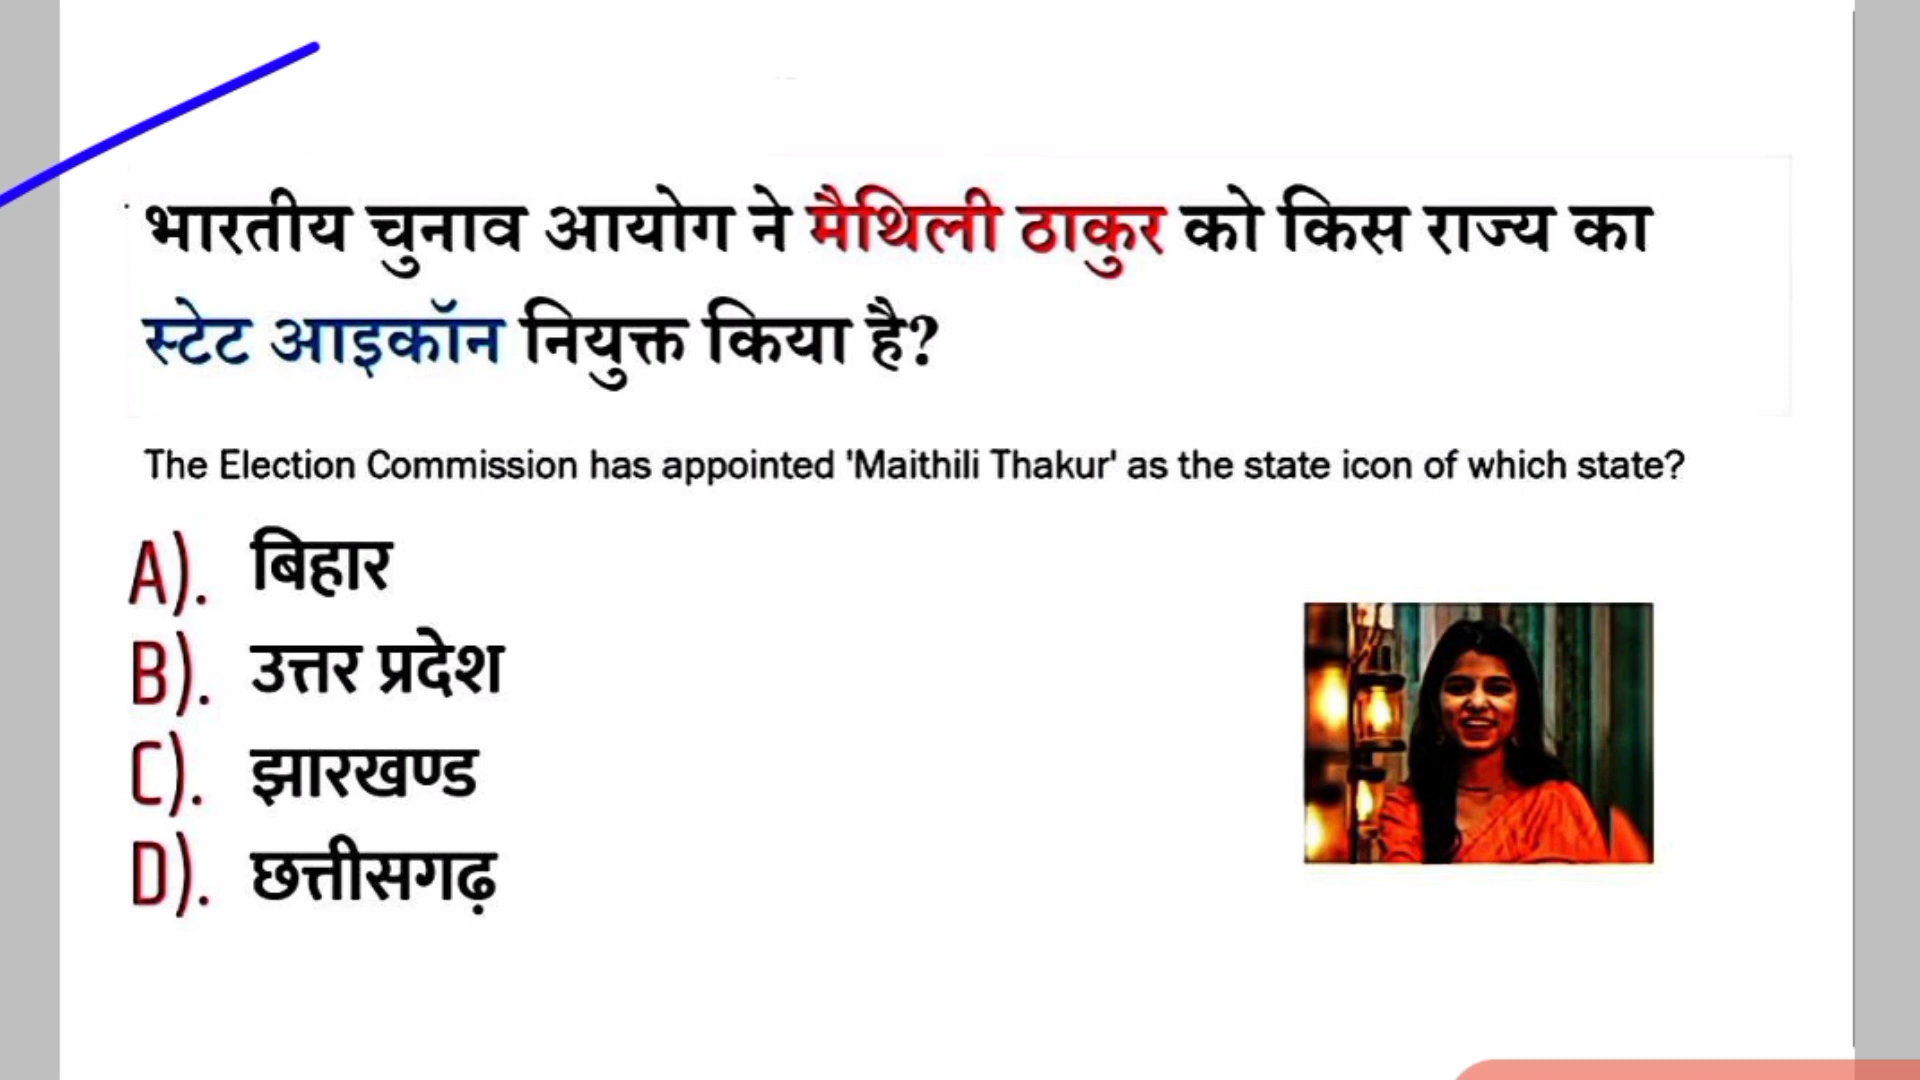 भारतीय चुनाव आयोग ने मैथिली ठाकुर को किस राज्य का
स्टेट आइकॉन नियुक्त किया है?
The Election Commission has appointed 'Maithili Thakur' as the state icon of which state?
A). बिहार
B). उत्तर प्रदेश
C). झारखण्ड
D). छत्तीसगढ़